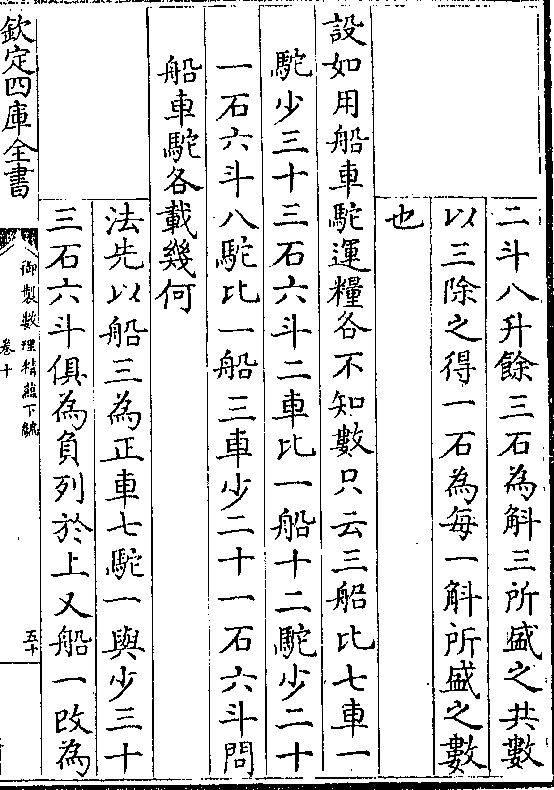 二斗八升餘三石為斛三所盛之共數
以三除之得一石為每一斛所盛之數
也
設如用船車駝運糧各不知數只云三船比七車一
駝少三十三石六斗二車比一船十二駝少二十
一石六斗八駝比一船三車少二十一石六斗問
船車駝各載幾何
法先以船三為正車七駝一與少三十
三石六斗俱為負列於上又船一改為
欽定四庫全書
御製數理精蘊下編
卷十
五十